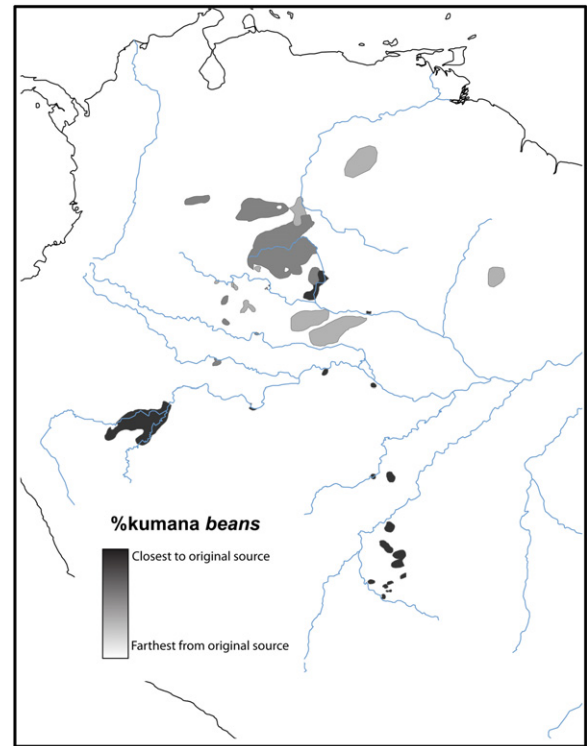 %kumana beans
Closest to original source
Farthest from original source